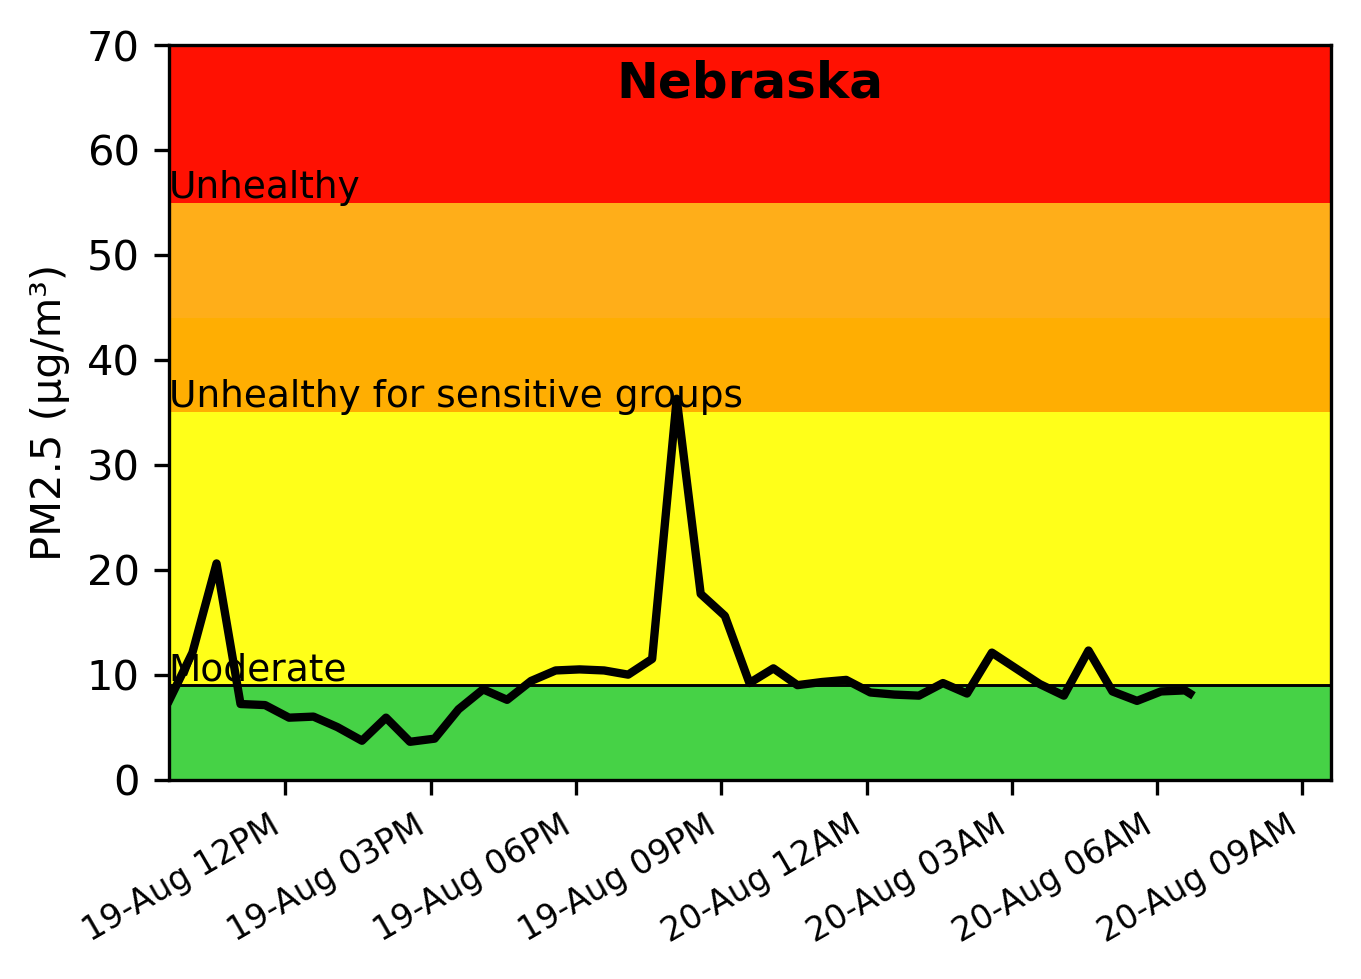 Nebraska
70
60
50
40
30
20
10
0
PM2.5 (µg/m³)
Unhealthy
Unhealthy for sensitive groups
Moderate
19-Aug 12PM
19-Aug 03PM
19-Aug 06PM
19-Aug 09PM
20-Aug 12AM
20-Aug 03AM
20-Aug 06AM
20-Aug 09AM